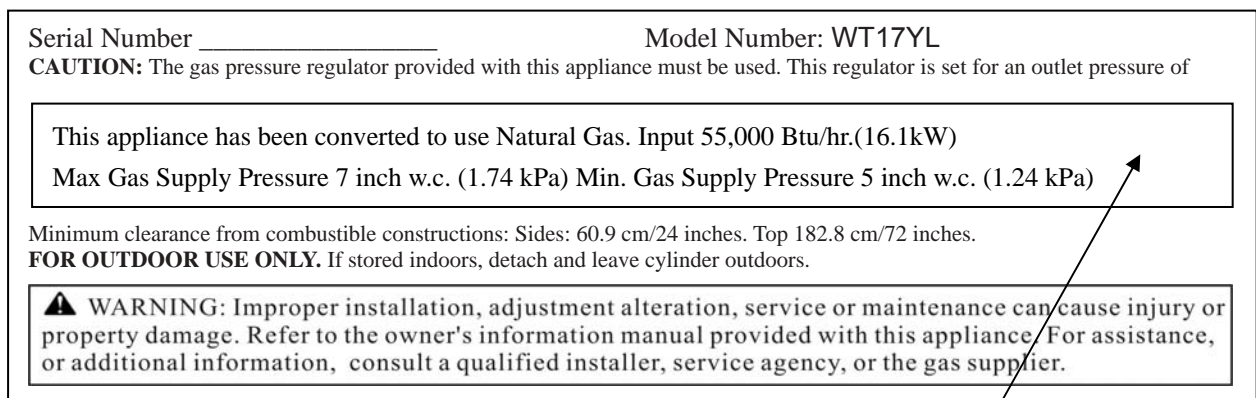 Serial Number _________________ Model Number: WT17YL
CAUTION: The gas pressure regulator provided with this appliance must be used. This regulator is set for an outlet pressure of
This appliance has been converted to use Natural Gas. Input 55,000 Btu/hr.(16.1kW)
Max Gas Supply Pressure 7 inch w.c. (1.74 kPa) Min. Gas Supply Pressure 5 inch w.c. (1.24 kPa)
Minimum clearance from combustible constructions: Sides: 60.9 cm/24 inches. Top 182.8 cm/72 inches.
FOR OUTDOOR USE ONLY. If stored indoors, detach and leave cylinder outdoors.
⚠ WARNING: Improper installation, adjustment alteration, service or maintenance can cause injury or
property damage. Refer to the owner's information manual provided with this appliance. For assistance,
or additional information, consult a qualified installer, service agency, or the gas supplier.